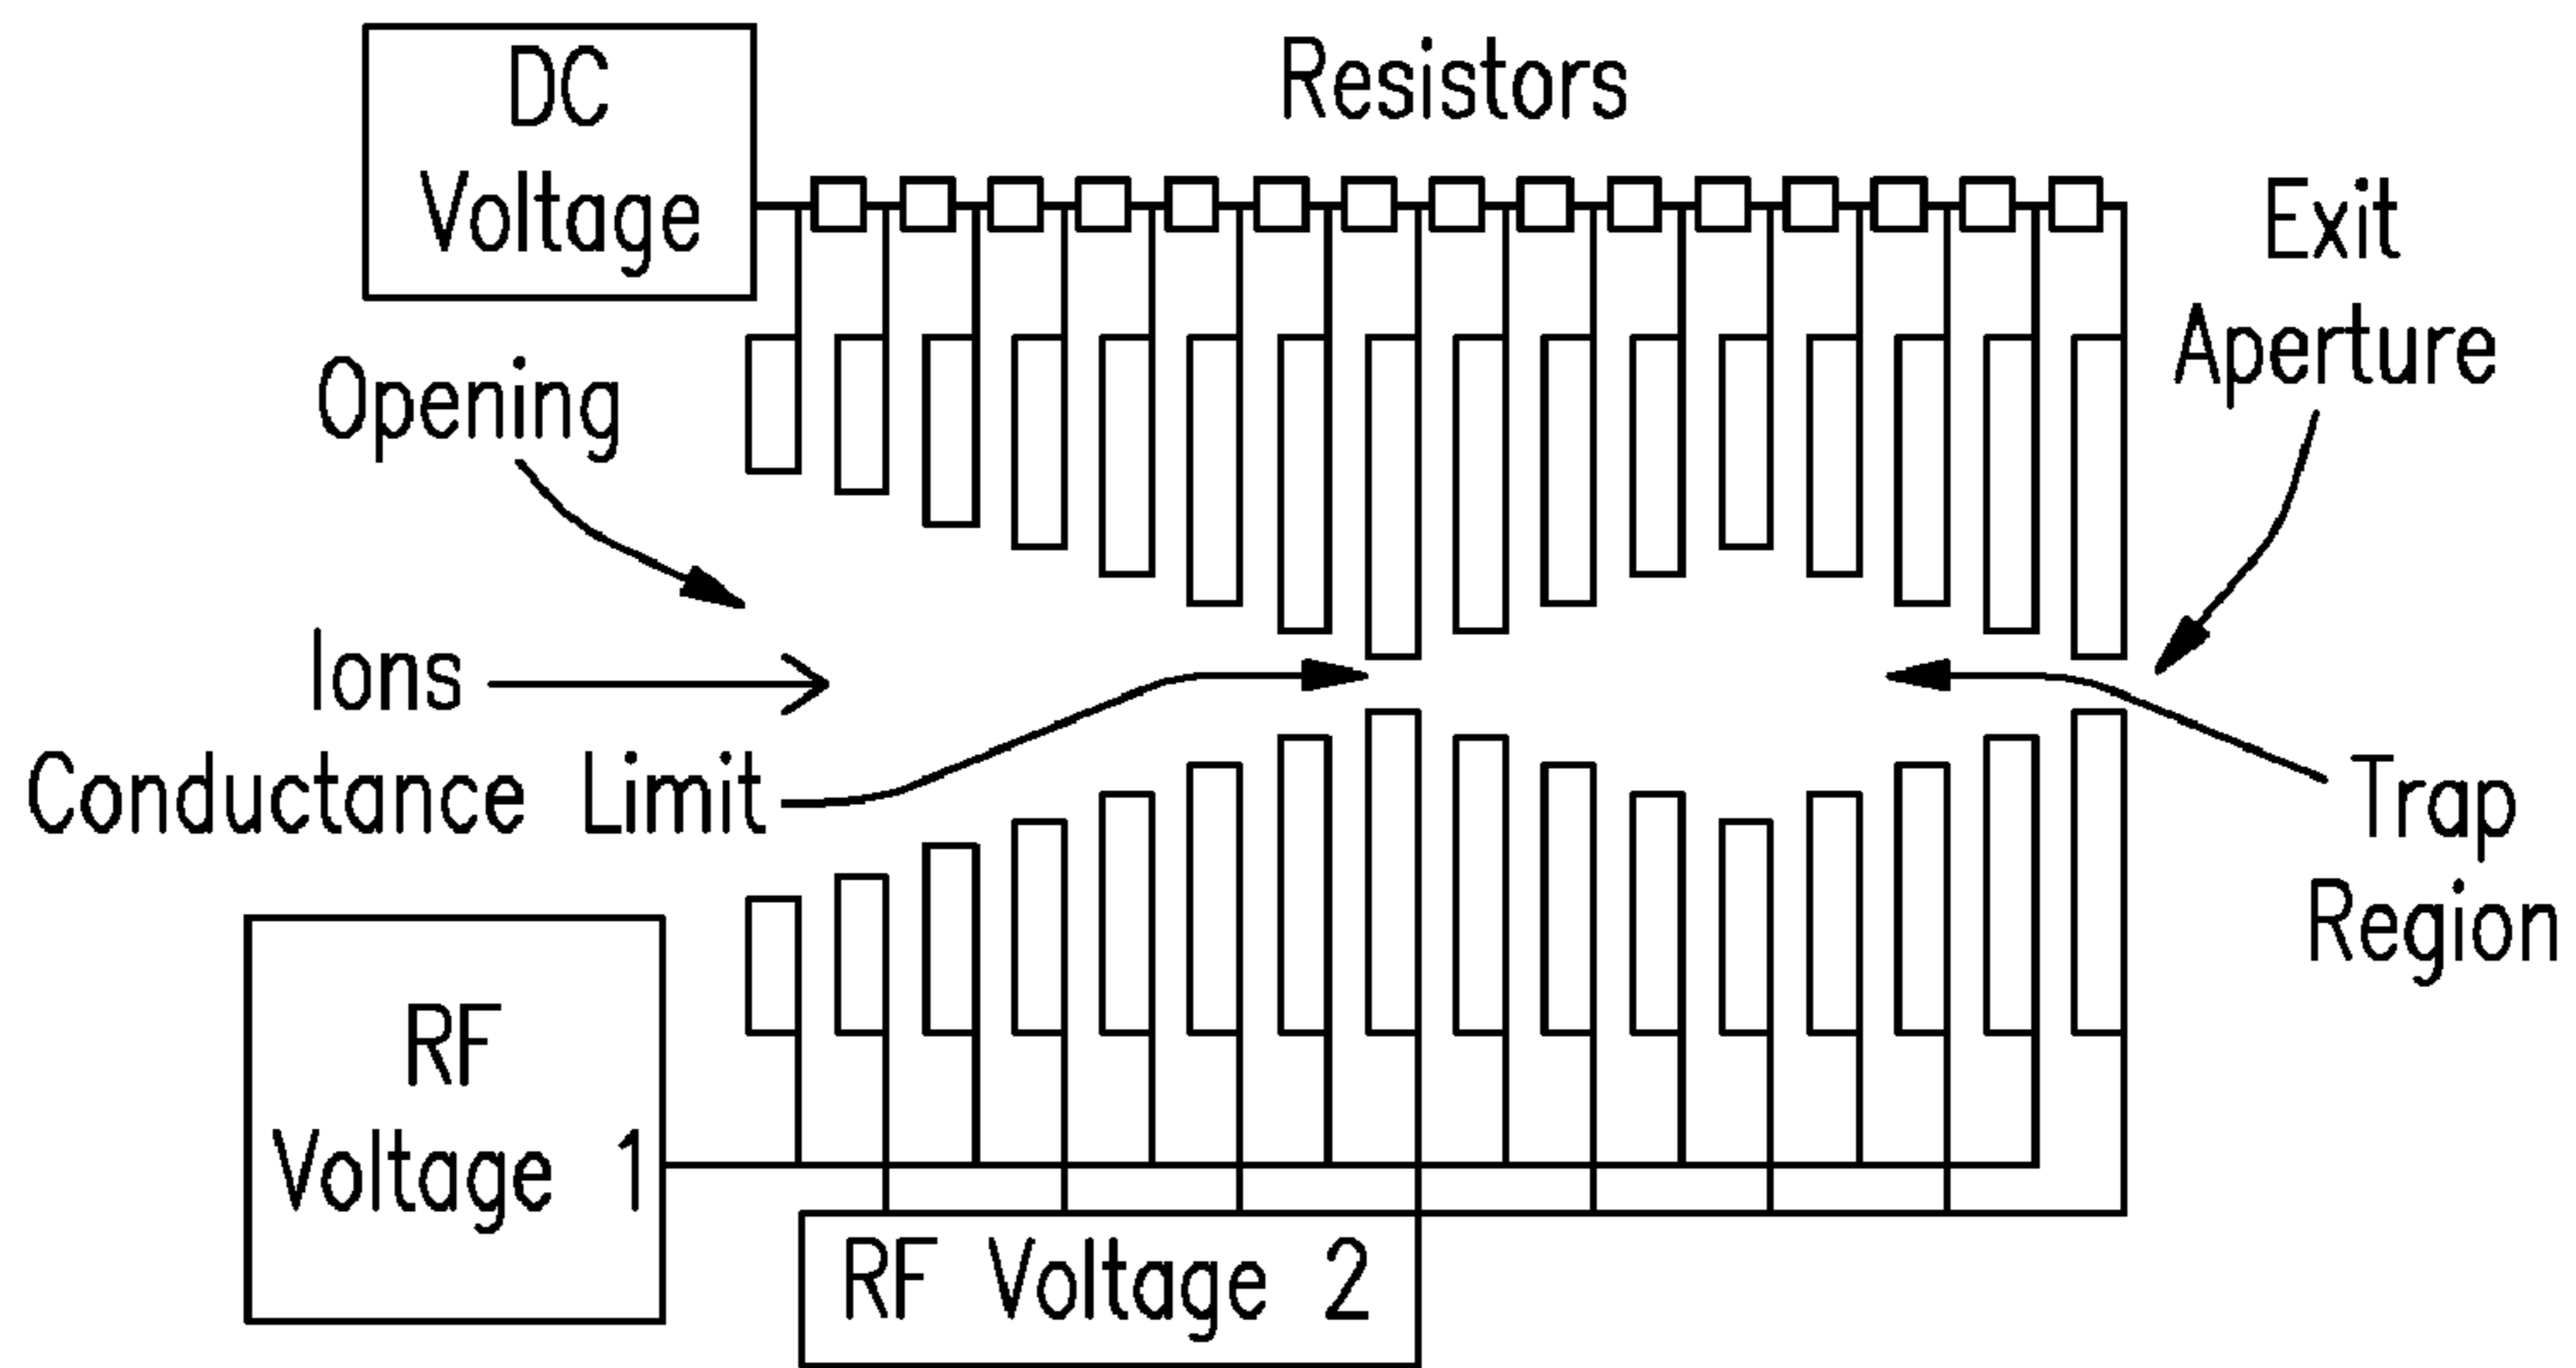 DC
Voltage
Resistors
Exit
Aperture
Opening
Ions
Conductance Limit
Trap
Region
RF
Voltage 1
RF Voltage 2